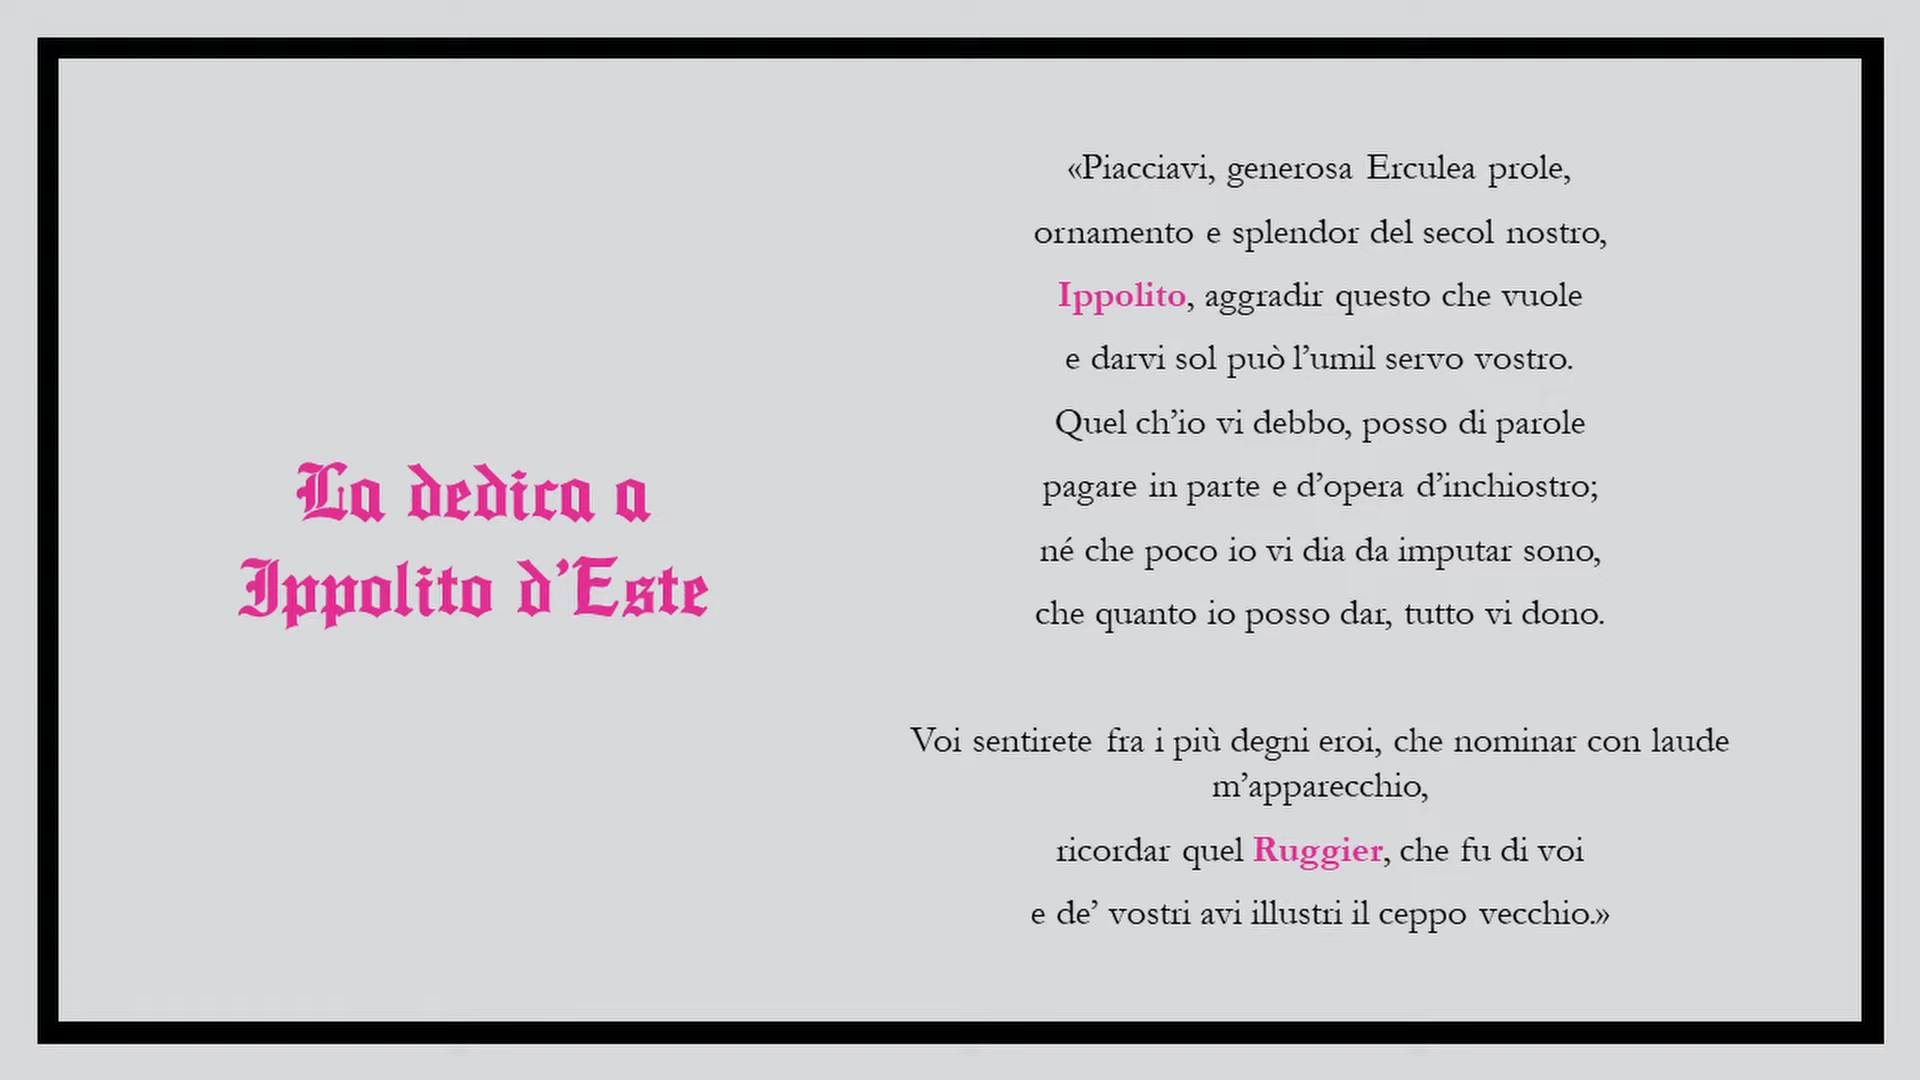 La dedica a
Ippolito d’Este
«Piacciavi, generosa Erculea prole,
ornamento e splendor del secol nostro,
Ippolito, aggradir questo che vuole
e darvi sol può l’umil servo vostro.
Quel ch’io vi debbo, posso di parole
pagare in parte e d’opera d’inchiostro;
né che poco io vi dia da imputar sono,
che quanto io posso dar, tutto vi dono.
Voi sentirete fra i più degni eroi, che nominar con laude
m’apparecchio,
ricordar quel Ruggier, che fu di voi
e de’ vostri avi illustri il ceppo vecchio.»